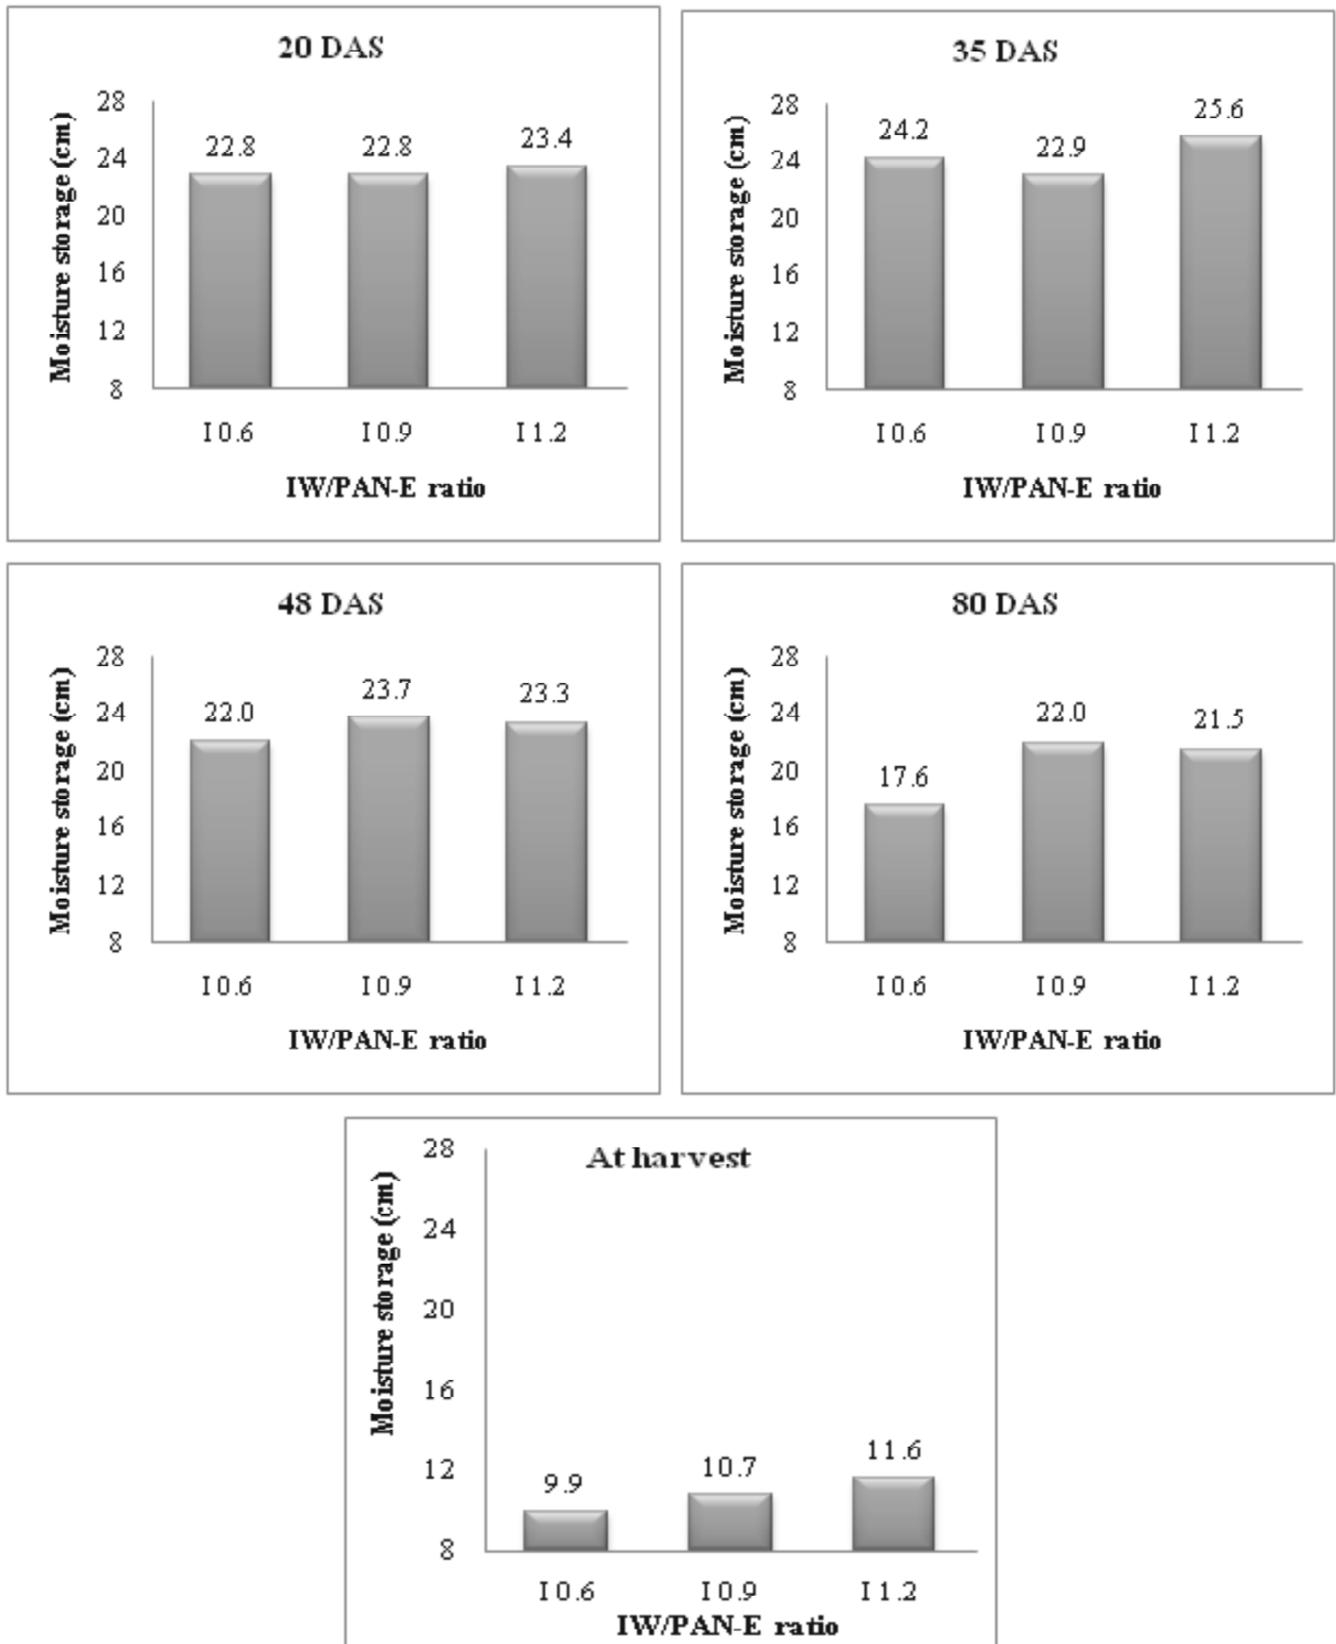 20 DAS
Moisture storage (cm)
28
24
20
16
12
8
22.8
22.8
23.4
I 0.6
I 0.9
I 1.2
IW/PAN-E ratio
35 DAS
Moisture storage (cm)
28
24
20
16
12
8
24.2
22.9
25.6
I 0.6
I 0.9
I 1.2
IW/PAN-E ratio
48 DAS
Moisture storage (cm)
28
24
20
16
12
8
22.0
23.7
23.3
I 0.6
I 0.9
I 1.2
IW/PAN-E ratio
80 DAS
Moisture storage (cm)
28
24
20
16
12
8
17.6
22.0
21.5
I 0.6
I 0.9
I 1.2
IW/PAN-E ratio
At harvest
Moisture storage (cm)
28
24
20
16
12
8
9.9
10.7
11.6
I 0.6
I 0.9
I 1.2
IW/PAN-E ratio